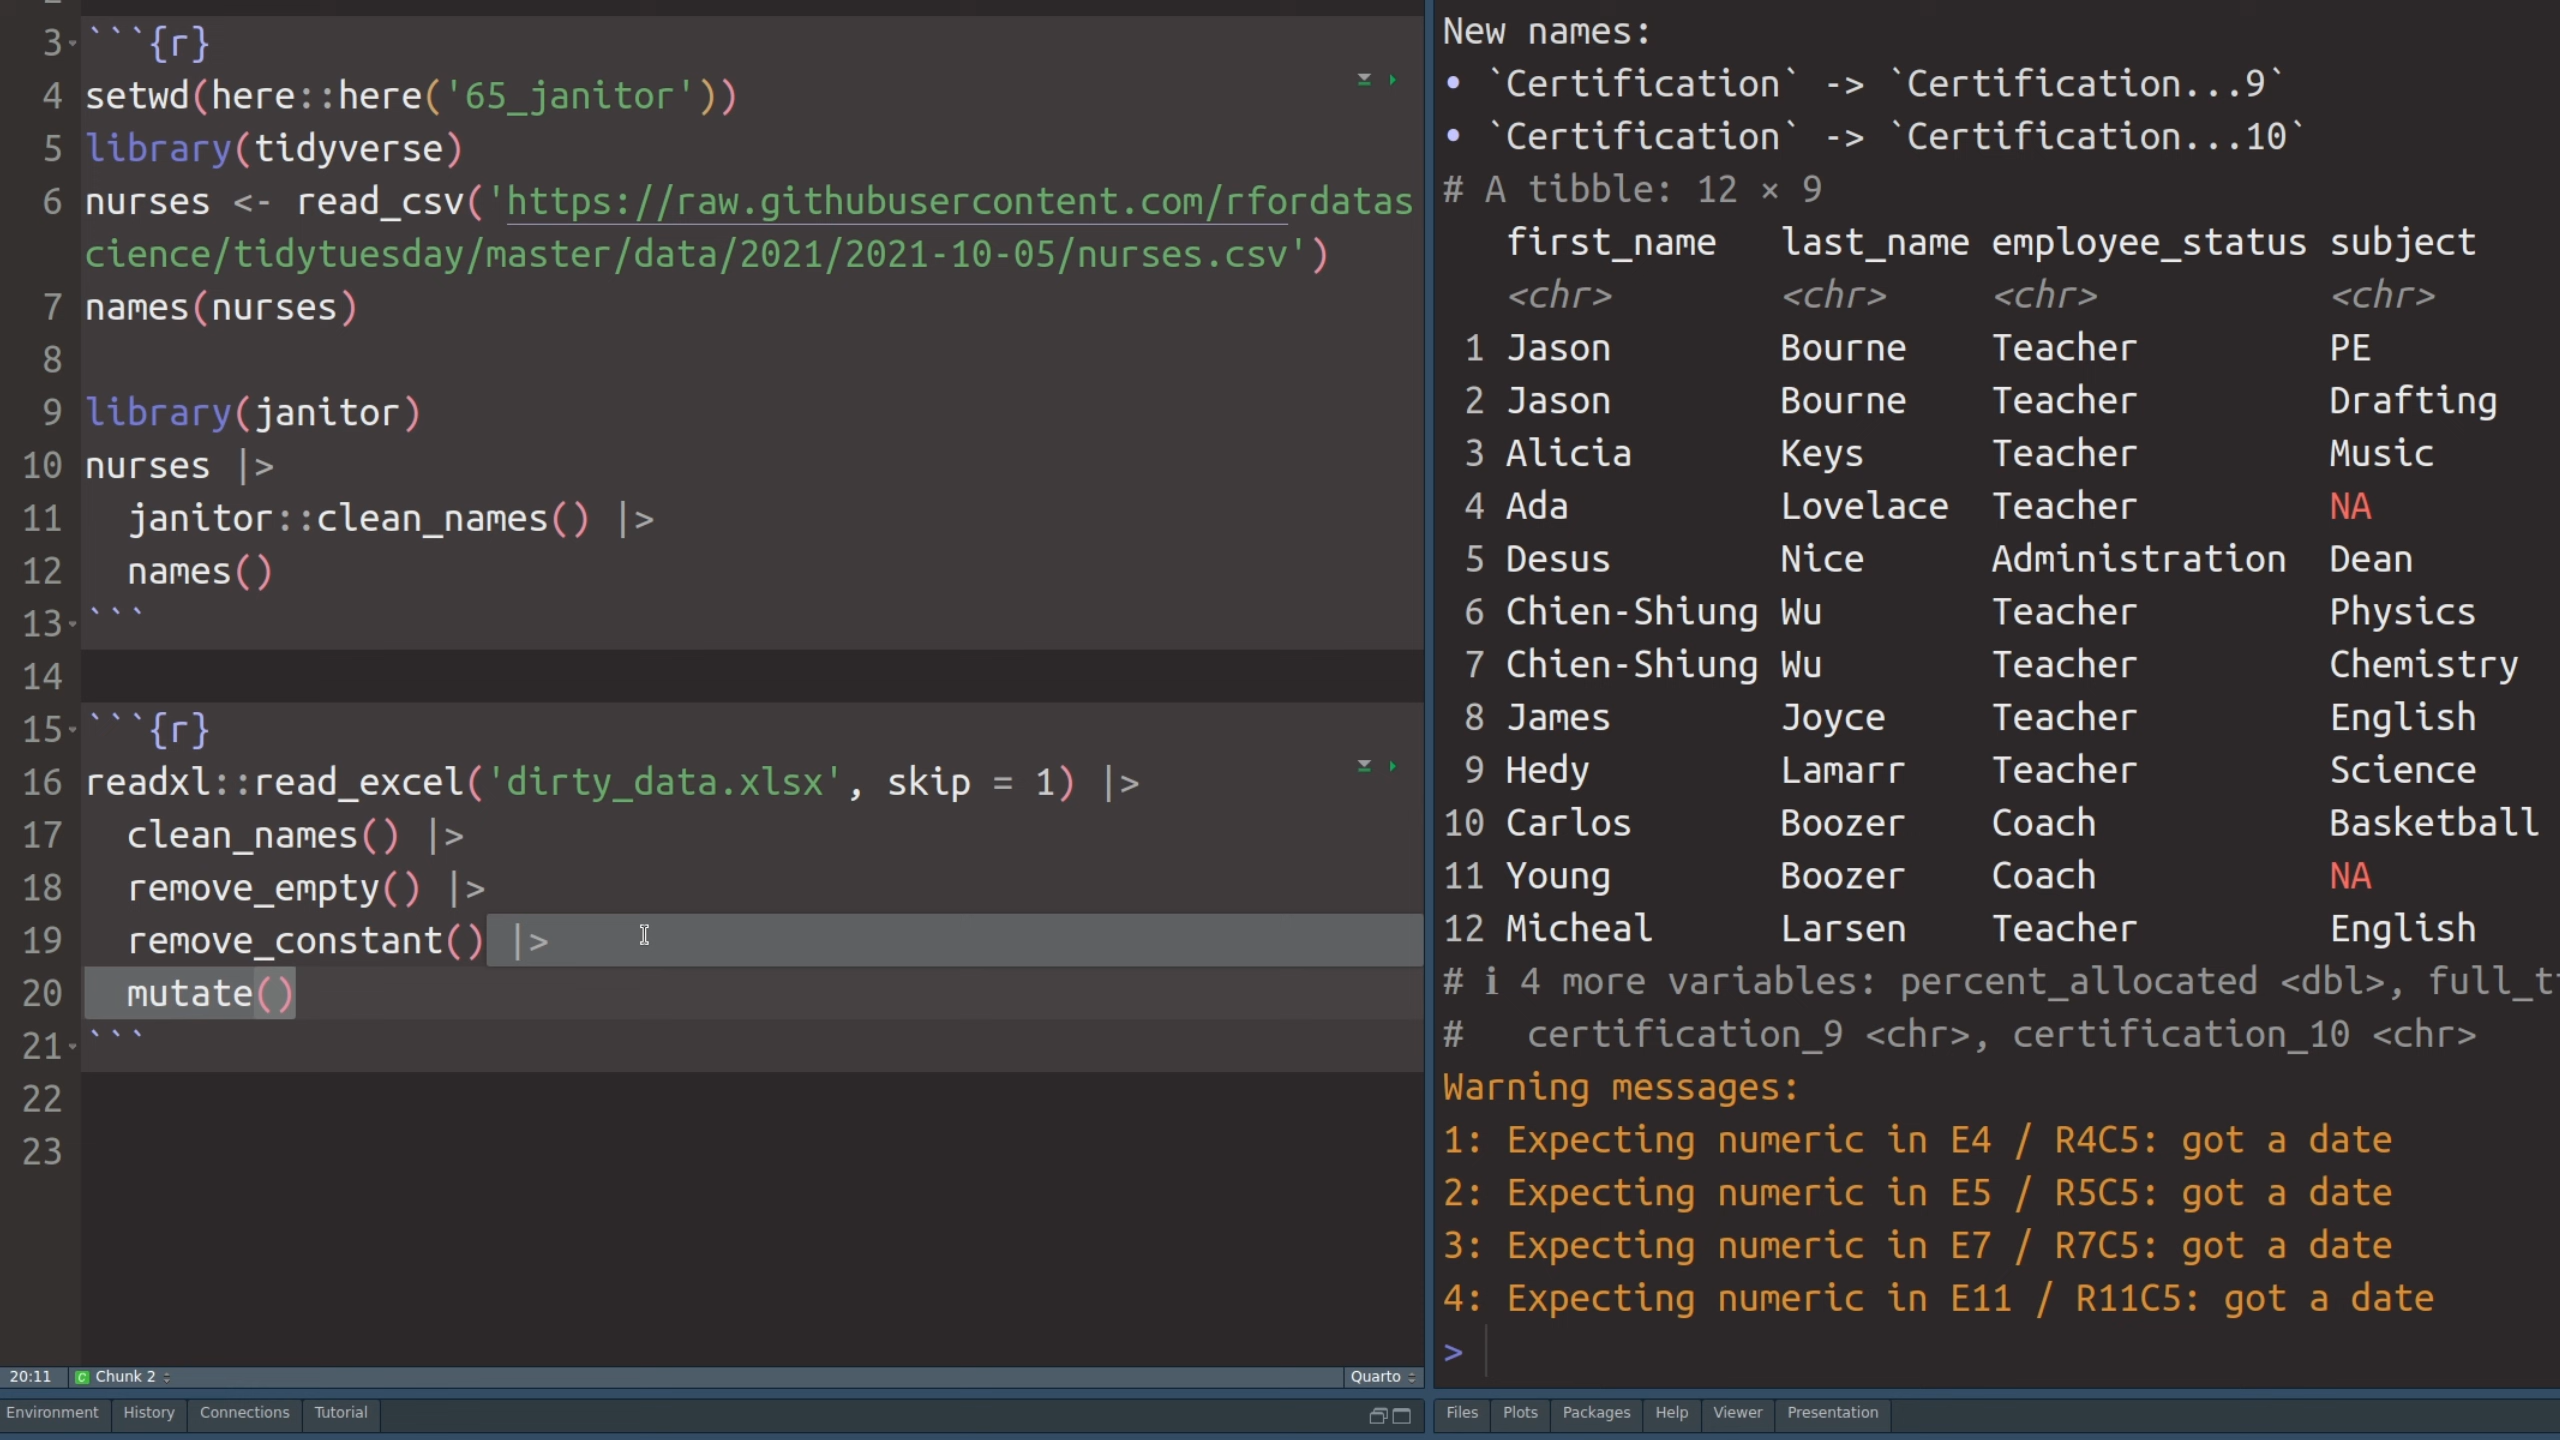 3 ```{r}
4 setwd(here::here('65_janitor'))
5 library(tidyverse)
6 nurses <- read_csv('https://raw.githubusercontent.com/rfordatas
cience/tidytuesday/master/data/2021/2021-10-05/nurses.csv')
7 names(nurses)
8
9 library(janitor)
10 nurses |>
11   janitor::clean_names() |>
12   names()
13 ```
14
15 ```{r}
16 readxl::read_excel('dirty_data.xlsx', skip = 1) |>
17   clean_names() |>
18   remove_empty() |>
19   remove_constant() |>
20   mutate()
21 ```
22
23
20:11 Chunk 2 Quarto
Environment History Connections Tutorial
New names:
• `Certification` -> `Certification...9`
• `Certification` -> `Certification...10`
# A tibble: 12 × 9
first_name last_name employee_status subject
<chr> <chr> <chr> <chr>
1 Jason Bourne Teacher PE
2 Jason Bourne Teacher Drafting
3 Alicia Keys Teacher Music
4 Ada Lovelace Teacher NA
5 Desus Nice Administration Dean
6 Chien-Shiung Wu Teacher Physics
7 Chien-Shiung Wu Teacher Chemistry
8 James Joyce Teacher English
9 Hedy Lamarr Teacher Science
10 Carlos Boozer Coach Basketball
11 Young Boozer Coach NA
12 Micheal Larsen Teacher English
# ℹ 4 more variables: percent_allocated <dbl>, full_t
#   certification_9 <chr>, certification_10 <chr>
Warning messages:
1: Expecting numeric in E4 / R4C5: got a date
2: Expecting numeric in E5 / R5C5: got a date
3: Expecting numeric in E7 / R7C5: got a date
4: Expecting numeric in E11 / R11C5: got a date
>
Files Plots Packages Help Viewer Presentation